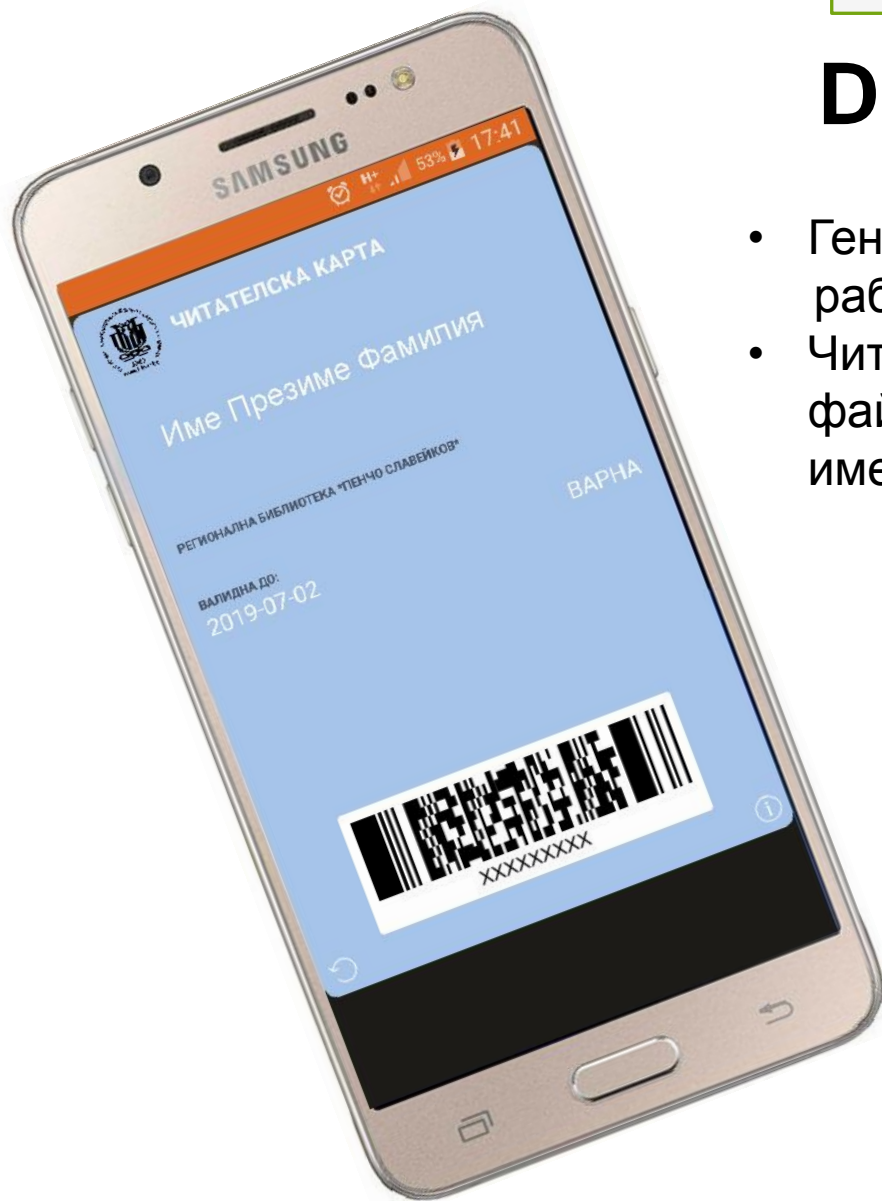 SAMSUNG
H+ 53% 17:41
ЧИТАТЕЛСКА КАРТА
Име Презиме Фамилия
РЕГИОНАЛНА БИБЛИОТЕКА "ПЕНЧО СЛАВЕЙКОВ"
ВАРНА
ВАЛИДНА ДО:
2019-07-02
XXXXXXXXX
D
• Ген
раб
• Чит
фай
име